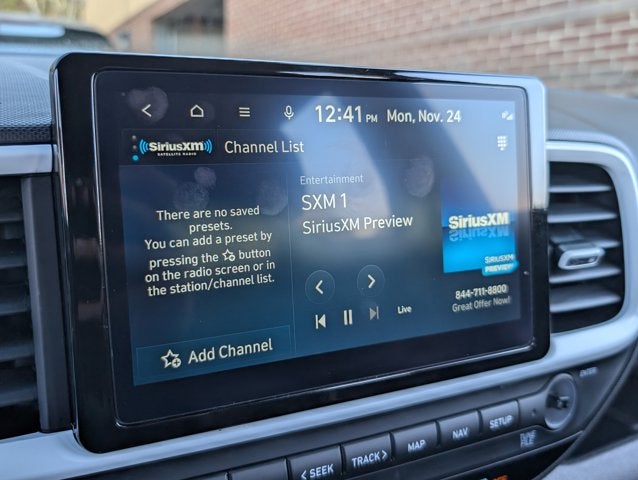 12:41 PM Mon, Nov. 24
SiriusXM
SATELLITE RADIO
Channel List
There are no saved
presets.
You can add a preset by
pressing the button
on the radio screen or in
the station/channel list.
Add Channel
Entertainment
SXM 1
SiriusXM Preview
Live
SiriusXM
SIRIUSXM
PREVIEW
844-711-8800
Great Offer Now!
< SEEK
TRACK >
MAP
NAV
SETUP
ENTER